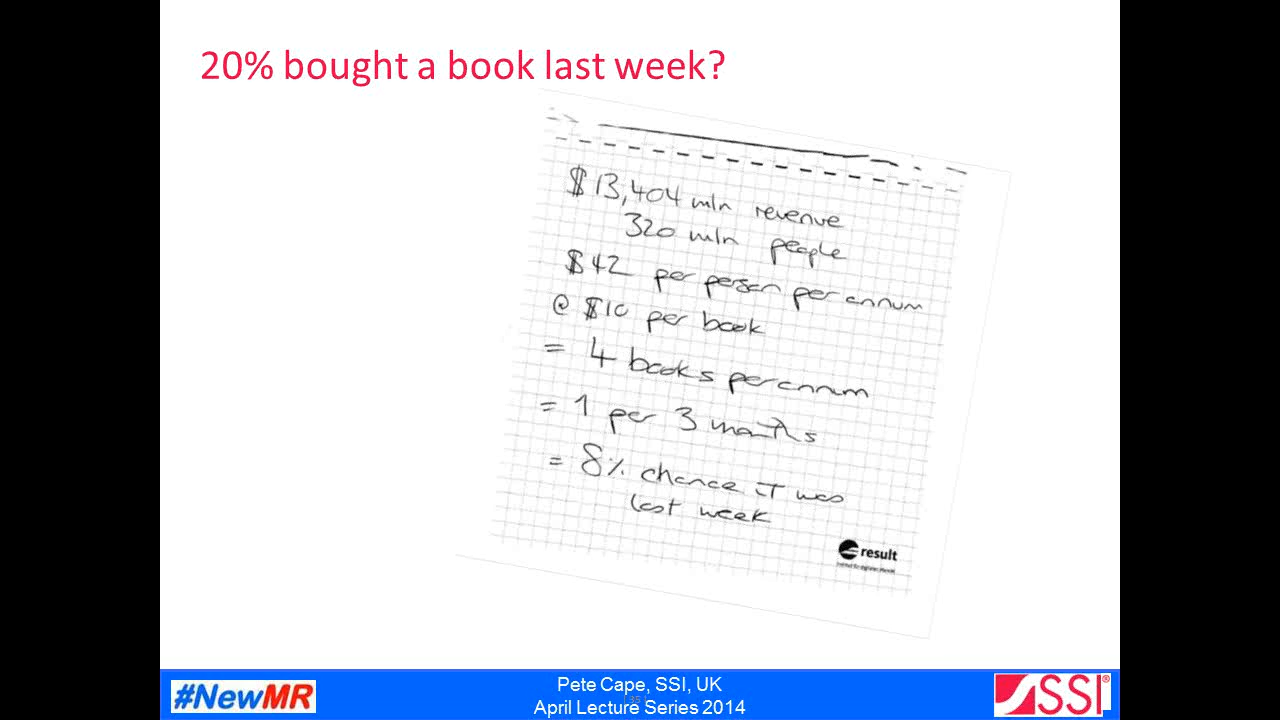 20% bought a book last week?
$13,404 mln revenue
320 mln people
$42 per person per annum
@ $10 per book
= 4 books per annum
= 1 per 3 months
= 8% chance it was
last week
result
#NewMR
Pete Cape, SSI, UK
April Lecture Series 2014
SSI®